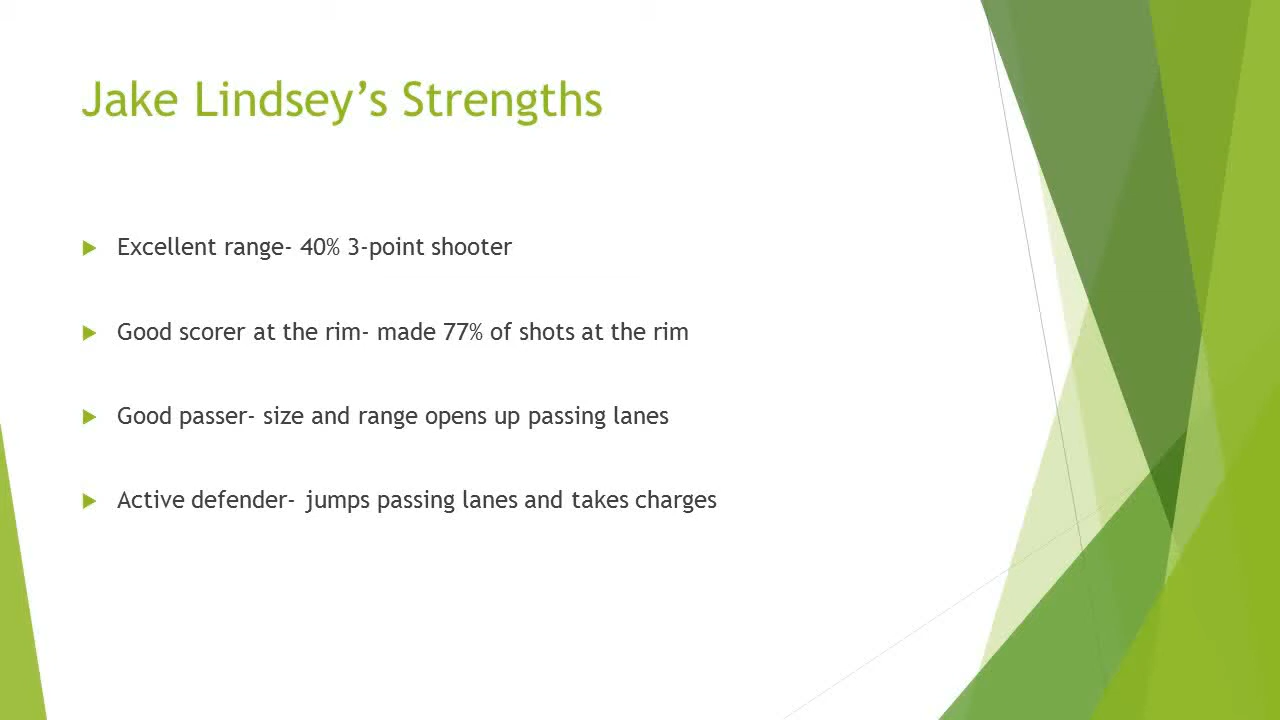 Jake Lindsey’s Strengths
Excellent range- 40% 3-point shooter
Good scorer at the rim- made 77% of shots at the rim
Good passer- size and range opens up passing lanes
Active defender- jumps passing lanes and takes charges